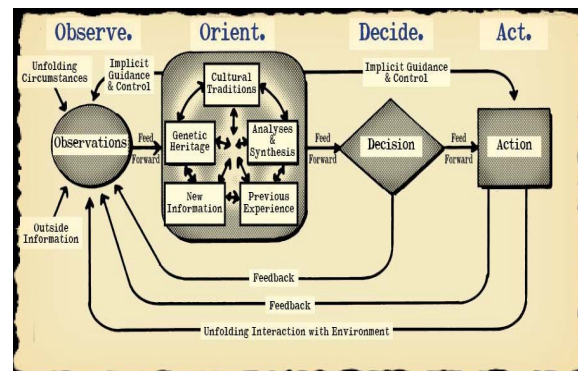 Observe. Orient. Decide. Act.
Unfolding
Circumstances
Implicit
Guidance
& Control
Cultural
Traditions
Implicit Guidance
& Control
Observations
Feed
Forward
Genetic
Heritage
Analyses
&
Synthesis
Feed
Forward
Decision
Feed
Forward
Action
New
Information
Previous
Experience
Outside
Information
Feedback
Feedback
Unfolding Interaction with Environment